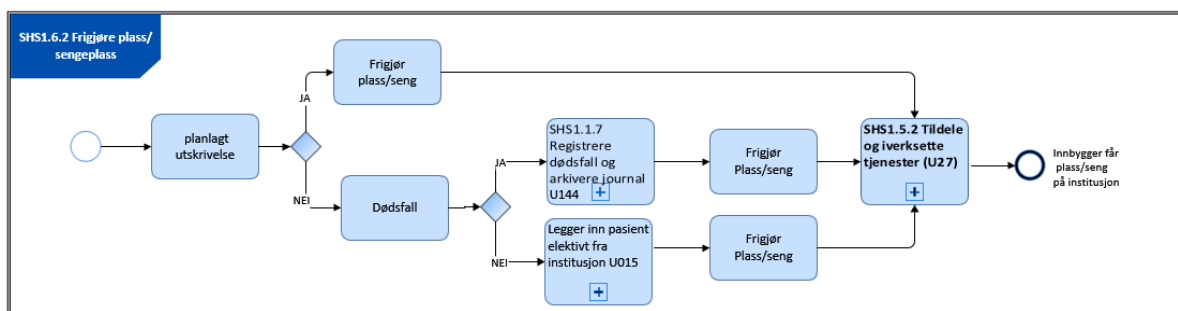 SHS1.6.2 Frigjøre plass/
sengeplass
planlagt
utskrivelse
JA
NEI
Frigjør
plass/seng
Dødsfall
JA
NEI
SHS1.1.7
Registrere
dødsfall og
arkivere journal
U144
Frigjør
Plass/seng
Legger inn pasient
elektivt fra
institusjon U015
Frigjør
Plass/seng
SHS1.5.2 Tildele
og iverksette
tjenester (U27)
Innbygger får
plass/seng
på institusjon